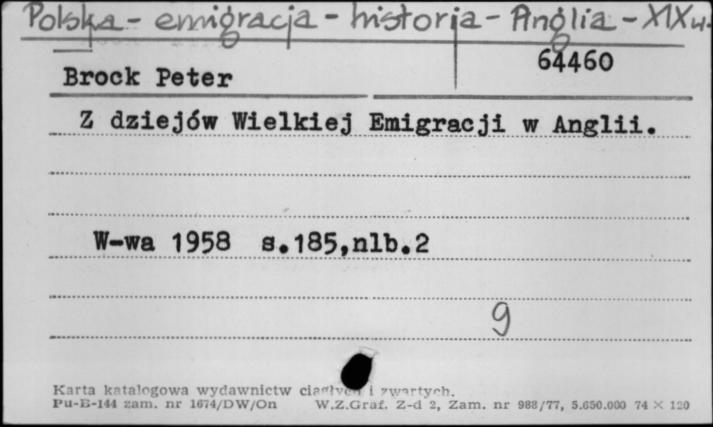 Polska - emigracja - historja - Anglia - XIX w.
64460
Brock Peter
Z dziejów Wielkiej Emigracji w Anglii.
W-wa 1958 s.185,nlb.2
9
Karta katalogowa wydawnictw ciągłych i zwartych.
Pu-B-144 zam. nr 1674/DW/On W.Z.Graf. Z-d 2, Zam. nr 988/77, 5.650.000 74 × 120